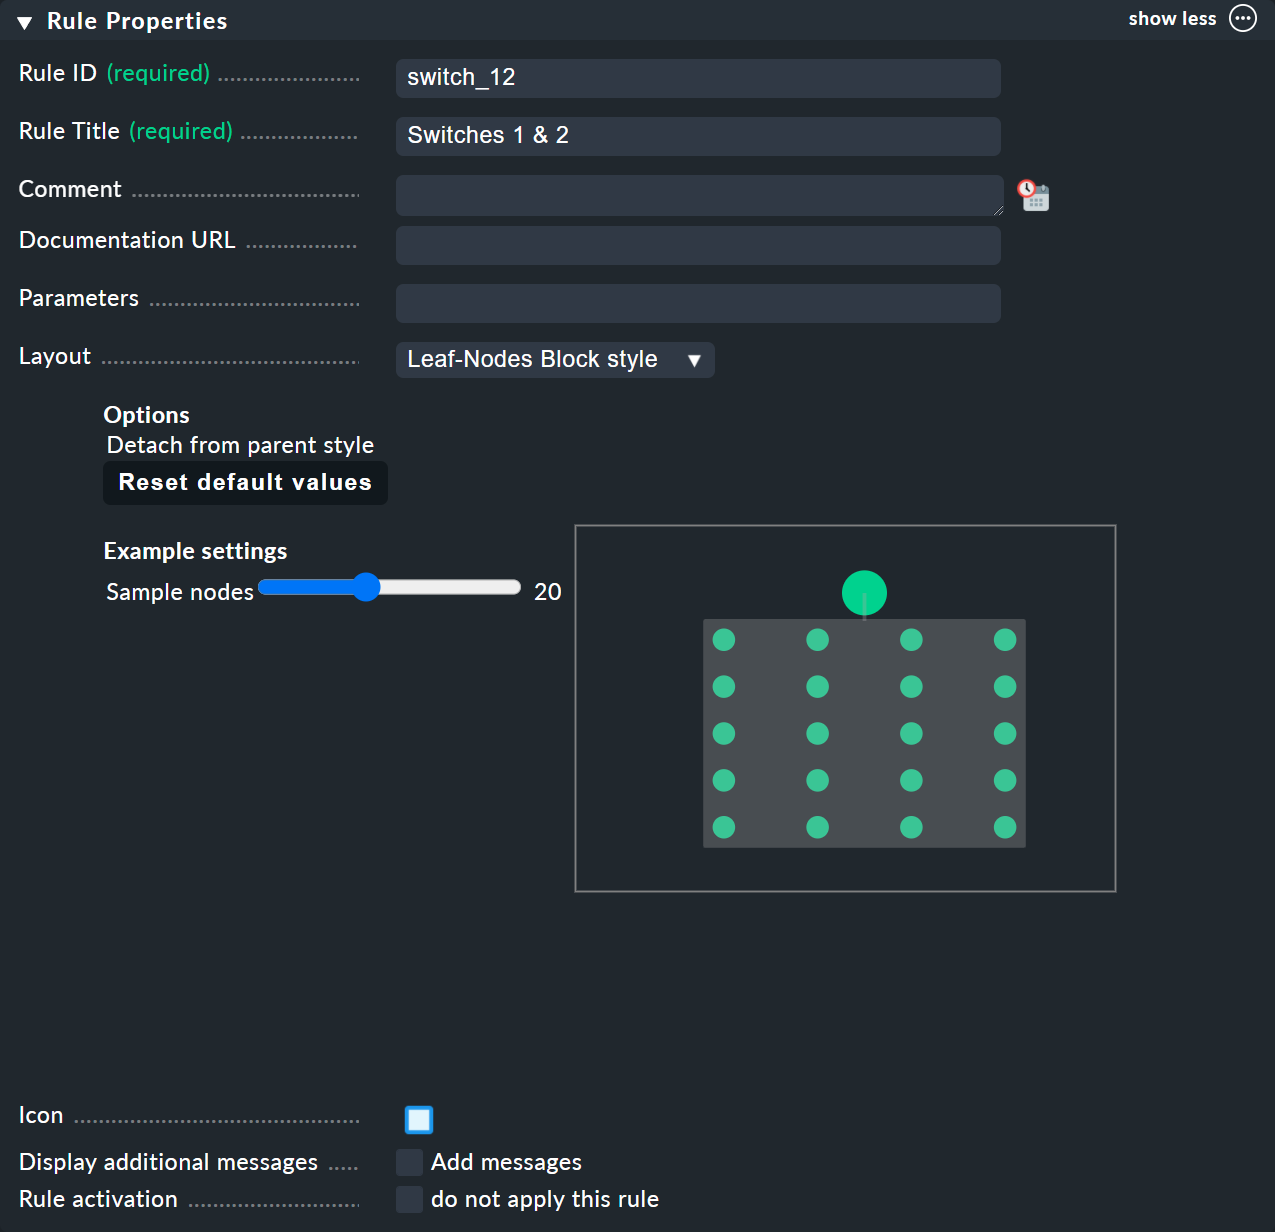 Rule Properties
show less
Rule ID (required)
switch_12
Rule Title (required)
Switches 1 & 2
Comment
Documentation URL
Parameters
Layout
Leaf-Nodes Block style
Options
Detach from parent style
Reset default values
Example settings
Sample nodes 20
Icon
Display additional messages
Add messages
Rule activation
do not apply this rule